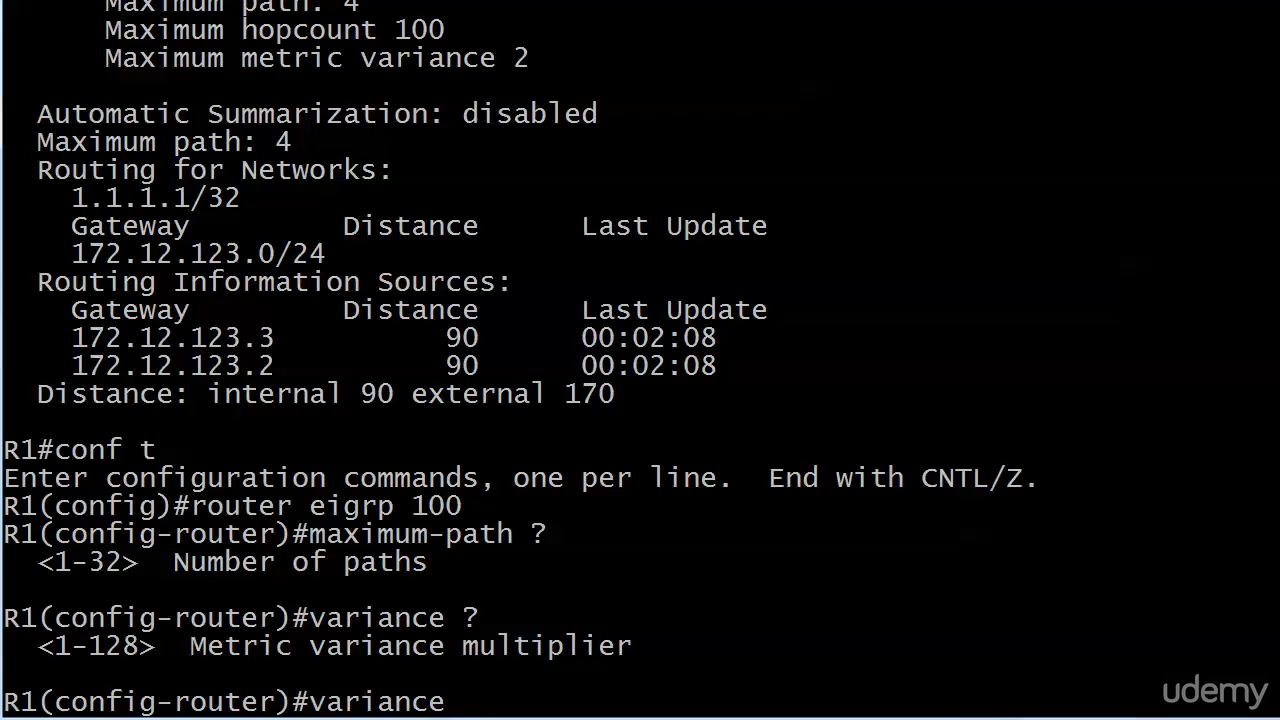 Maximum path: 4
Maximum hopcount 100
Maximum metric variance 2
Automatic Summarization: disabled
Maximum path: 4
Routing for Networks:
1.1.1.1/32
Gateway Distance Last Update
172.12.123.0/24
Routing Information Sources:
Gateway Distance Last Update
172.12.123.3 90 00:02:08
172.12.123.2 90 00:02:08
Distance: internal 90 external 170
R1#conf t
Enter configuration commands, one per line. End with CNTL/Z.
R1(config)#router eigrp 100
R1(config-router)#maximum-path ?
<1-32> Number of paths
R1(config-router)#variance ?
<1-128> Metric variance multiplier
R1(config-router)#variance
udemy